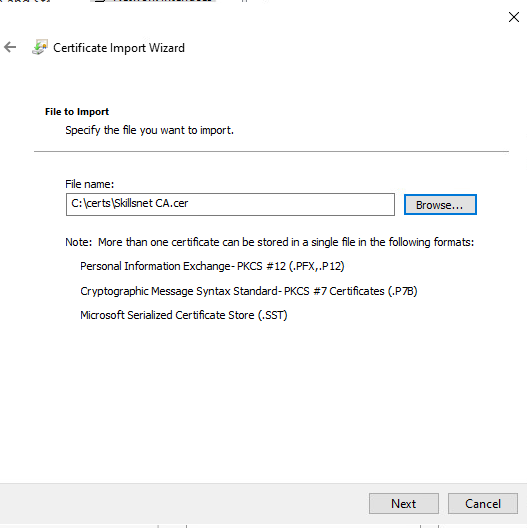 Certificate Import Wizard
File to Import
Specify the file you want to import.
File name:
C:\certs\Skillsnet CA.cer
Browse...
Note: More than one certificate can be stored in a single file in the following formats:
Personal Information Exchange- PKCS #12 (.PFX,.P12)
Cryptographic Message Syntax Standard- PKCS #7 Certificates (.P7B)
Microsoft Serialized Certificate Store (.SST)
Next
Cancel